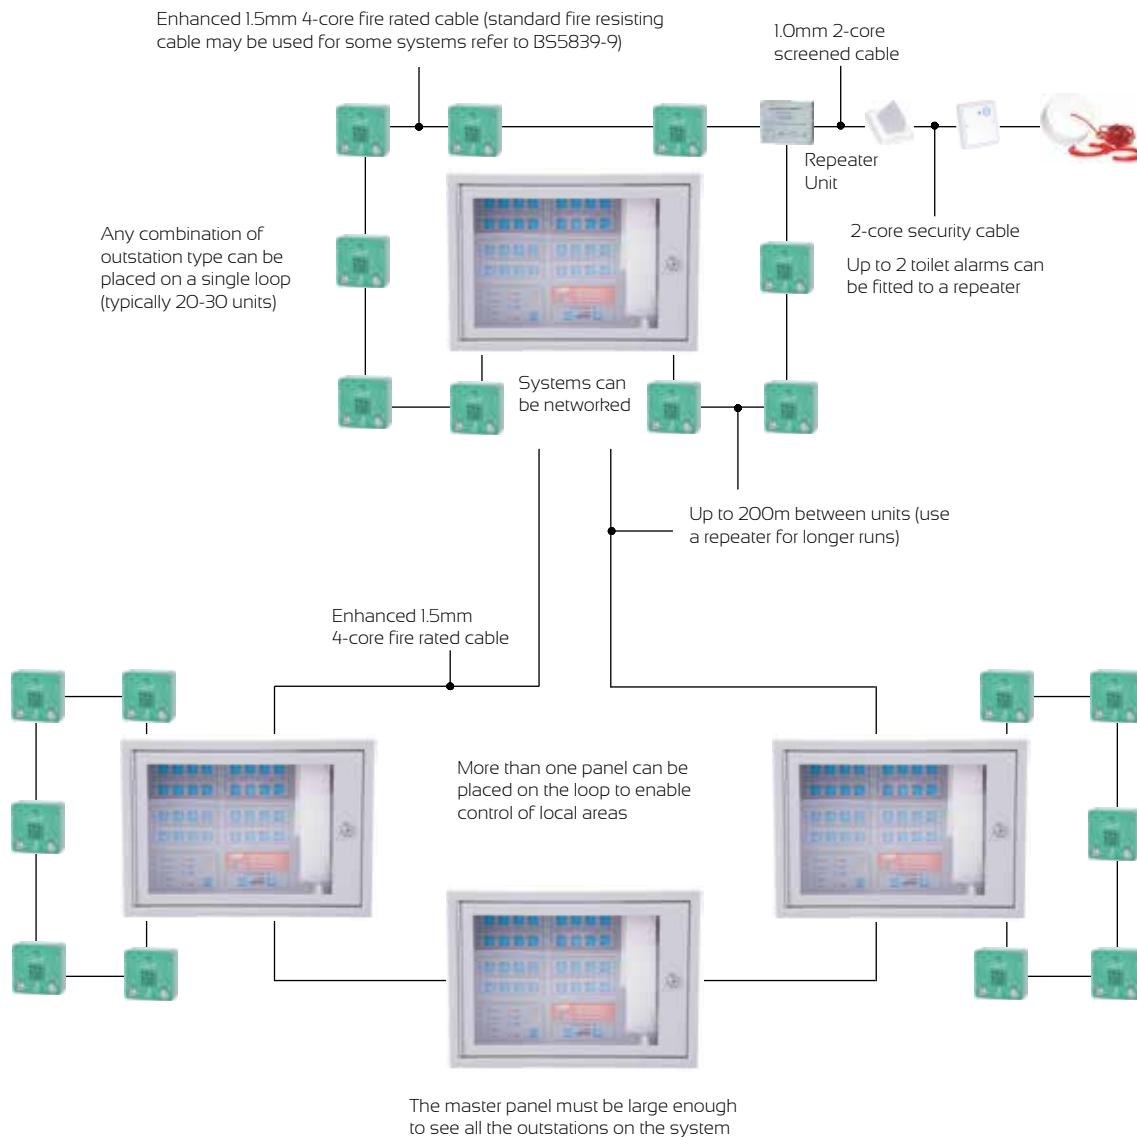 Enhanced 1.5mm 4-core fire rated cable (standard fire resisting
cable may be used for some systems refer to BS5839-9)
1.0mm 2-core
screened cable
Repeater
Unit
Any combination of
outstation type can be
placed on a single loop
(typically 20-30 units)
2-core security cable
Up to 2 toilet alarms can
be fitted to a repeater
Systems can
be networked
Up to 200m between units (use
a repeater for longer runs)
Enhanced 1.5mm
4-core fire rated cable
More than one panel can be
placed on the loop to enable
control of local areas
The master panel must be large enough
to see all the outstations on the system